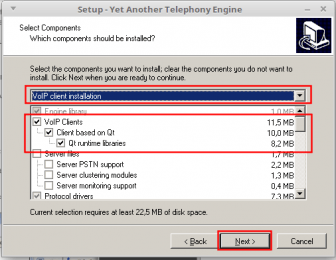 Setup - Yet Another Telephony Engine
Select Components
Which components should be installed?
Select the components you want to install; clear the components you do not want to
install. Click Next when you are ready to continue.
VoIP client installation
Engine library 1,0 MB
VoIP Clients 11,5 MB
Client based on Qt 10,0 MB
Qt runtime libraries 8,2 MB
Server files 1,7 MB
Server PSTN support 2,2 MB
Server clustering modules 1,3 MB
Server monitoring support 0,4 MB
Protocol drivers 7,3 MB
Current selection requires at least 22,5 MB of disk space.
< Back
Next >
Cancel